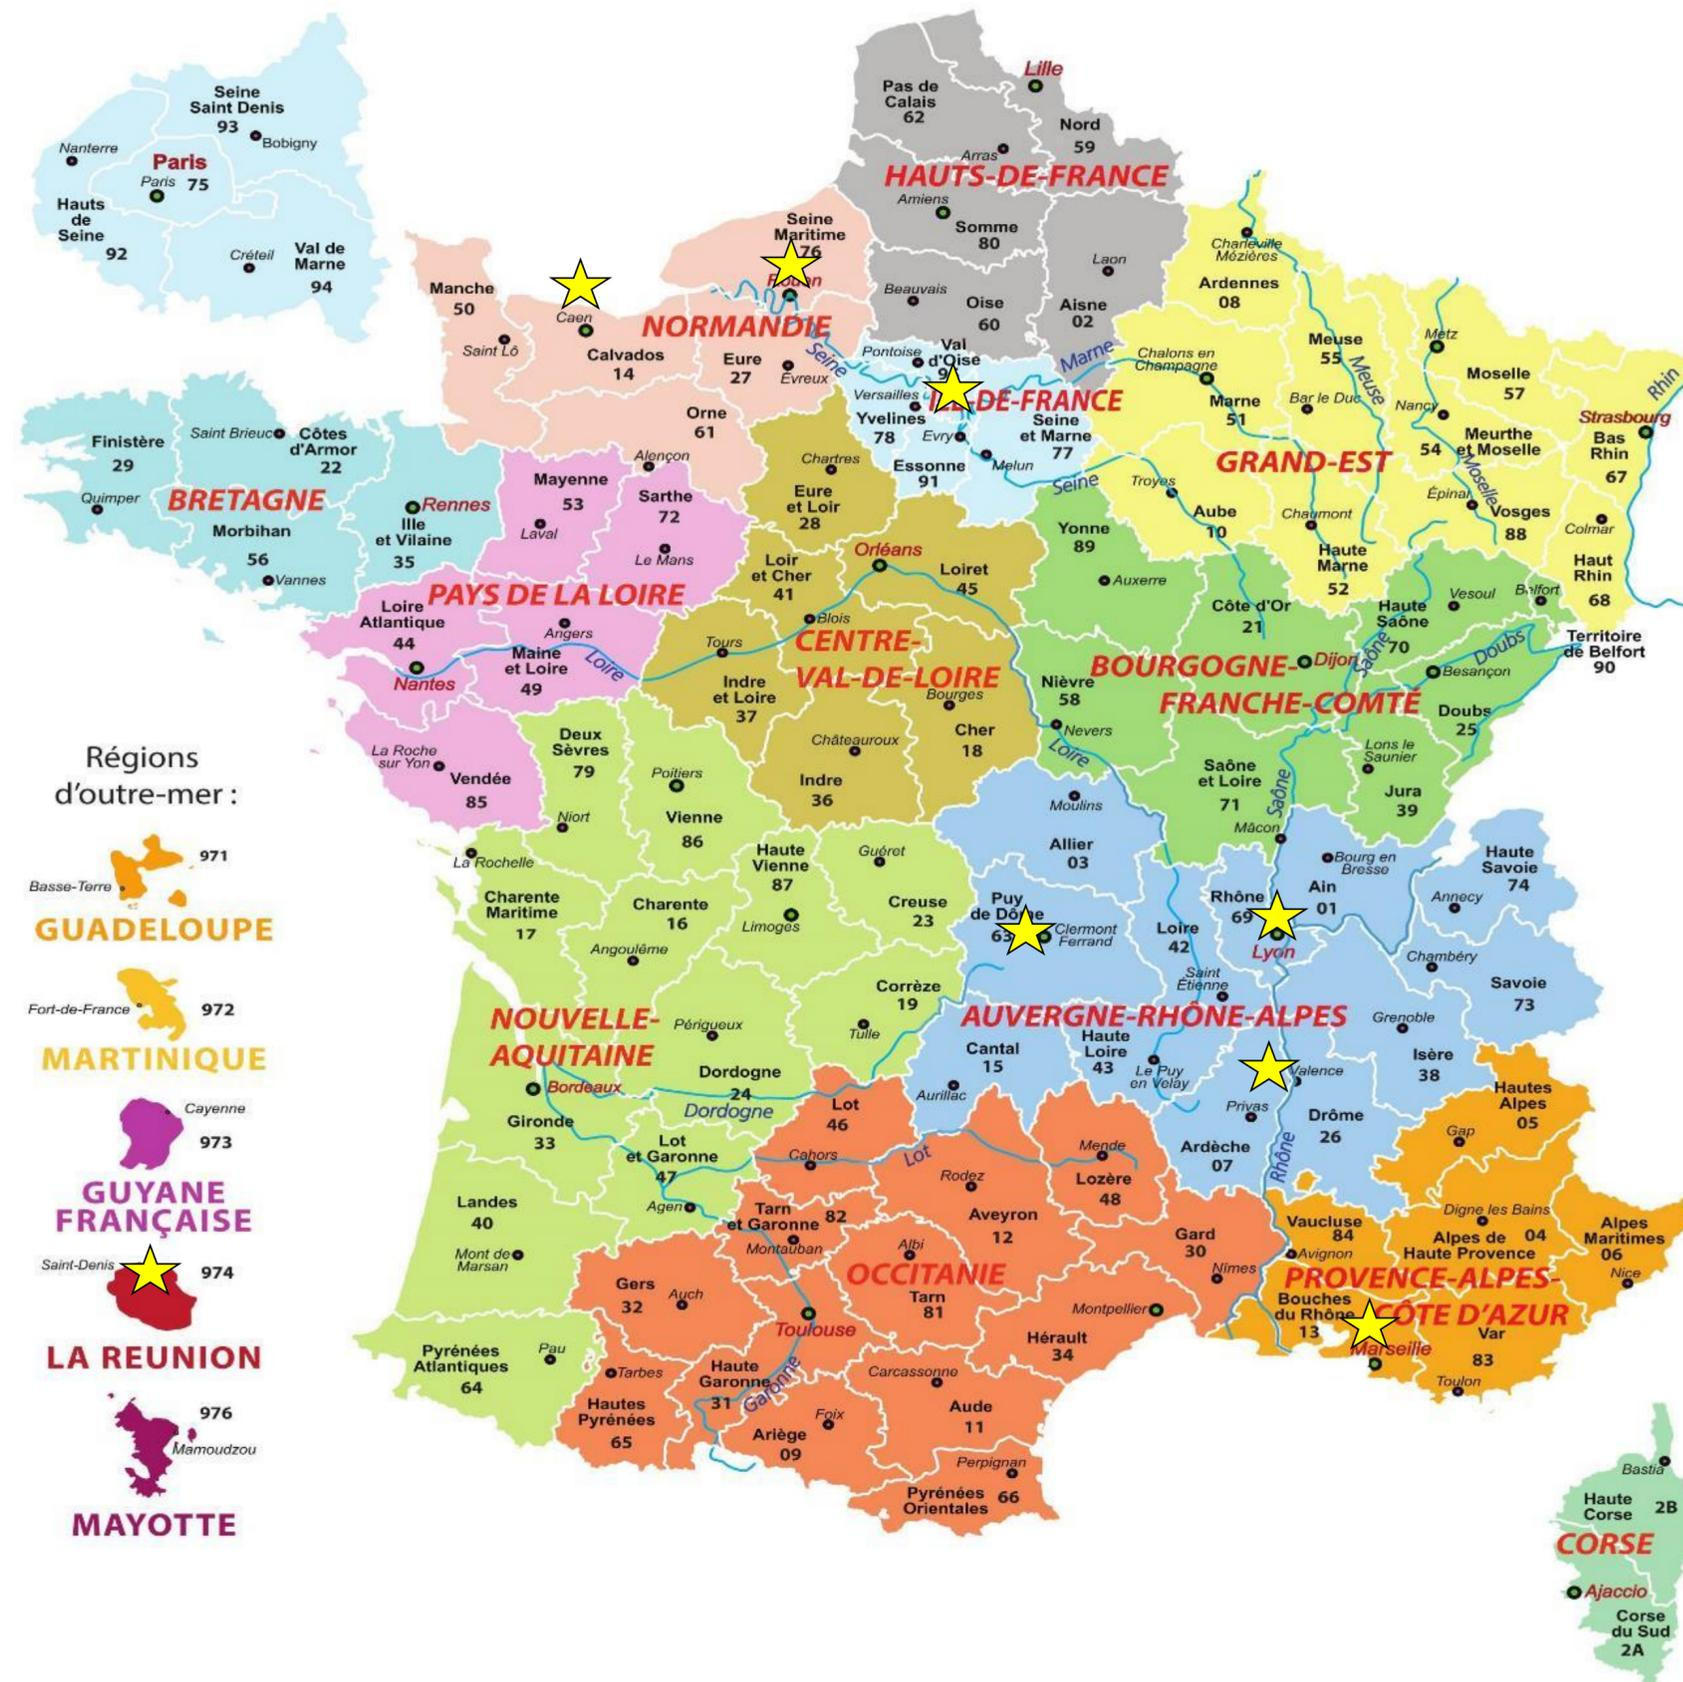 Seine
Saint Denis
93
Bobigny
Nanterre
Paris
Paris 75
Hauts
de
Seine
92
Créteil
Val de
Marne
94
Lille
Pas de
Calais
62
Nord
59
Arras
HAUTS-DE-FRANCE
Amiens
Somme
80
Laon
Beauvais
Oise
60
Aisne
02
Seine
Maritime
76
Manche
50
Saint Lô
Caen
NORMANDIE
Calvados
14
Eure
27
Évreux
Seine
Orne
61
Alençon
Pontoise
Val
d'Oise
Marne
Versailles
DE-FRANCE
Yvelines
78
Evry
Seine
et Marne
77
Essonne
91
Melun
Seine
Charleville
Mézières
Ardennes
08
Chalons en
Champagne
Meuse
55
Meuse
Metz
Moselle
57
Rhin
Marne
51
Bar le Duc
Nancy
Strasbourg
54
Meurthe
et Moselle
Bas
Rhin
67
GRAND-EST
Moselle
Troyes
Aube
10
Chaumont
Épinal
Vosges
88
Colmar
Haute
Marne
52
Haut
Rhin
68
Finistère
29
Saint Brieuc
Côtes
d'Armor
22
Quimper
BRETAGNE
Rennes
Morbihan
56
Ille
et Vilaine
35
Vannes
Mayenne
53
Laval
Sarthe
72
Le Mans
PAYS DE LA LOIRE
Loire
Atlantique
44
Angers
Maine
et Loire
49
Loire
Nantes
La Roche
sur Yon
Vendée
85
Chartres
Eure
et Loir
28
Loir
et Cher
41
Orléans
Loiret
45
Blois
Tours
CENTRE-
VAL-DE-LOIRE
Indre
et Loire
37
Bourges
Châteauroux
Cher
18
Indre
36
Yonne
89
Auxerre
Côte d'Or
21
Haute
Saône
70
Vesoul
Belfort
Territoire
de Belfort
90
BOURGOGNE-
FRANCHE-COMTÉ
Dijon
Saône
Doubs
Besançon
Nièvre
58
Nevers
Loire
Doubs
25
Lons le
Saunier
Saône
et Loire
71
Saône
Jura
39
Mâcon
Deux
Sèvres
79
Poitiers
Vienne
86
Niort
La Rochelle
Haute
Vienne
87
Guéret
Charente
Maritime
17
Charente
16
Limoges
Creuse
23
Angoulême
Corrèze
19
Tulle
NOUVELLE-
AQUITAINE
Périgueux
Dordogne
24
Dordogne
Bordeaux
Gironde
33
Lot
et Garonne
47
Agen
Landes
40
Mont de
Marsan
Pyrénées
Atlantiques
64
Pau
Moulins
Allier
03
Bourg en
Bresse
Ain
01
Haute
Savoie
74
Annecy
Puy
de Dôme
63
Clermont
Ferrand
Loire
42
Rhône
69
Lyon
Saint
Étienne
Chambéry
Savoie
73
AUVERGNE-RHÔNE-ALPES
Grenoble
Isère
38
Cantal
15
Aurillac
Haute
Loire
43
Le Puy
en Velay
Valence
Privas
Drôme
26
Ardèche
07
Rhône
Lot
46
Cahors
Lot
Mende
Lozère
48
Rodez
Aveyron
12
Tarn
et Garonne
82
Montauban
Albi
Gard
30
Nîmes
OCCITANIE
Tarn
81
Gers
32
Auch
Toulouse
Montpellier
Hérault
34
Tarbes
Haute
Garonne
31
Garonne
Carcassonne
Aude
11
Hautes
Pyrénées
65
Ariège
09
Foix
Perpignan
Pyrénées
Orientales
66
Hautes
Alpes
05
Gap
Vaucluse
84
Digne les Bains
Alpes de
Haute Provence
04
Alpes
Maritimes
06
Avignon
Nice
PROVENCE-ALPES-
CÔTE D'AZUR
Bouches
du Rhône
13
Marseille
Var
83
Toulon
Bastia
Haute
Corse
2B
CORSE
Ajaccio
Corse
du Sud
2A
Régions
d'outre-mer :
971
Basse-Terre
GUADELOUPE
Fort-de-France
972
MARTINIQUE
Cayenne
973
GUYANE
FRANÇAISE
Saint-Denis
974
LA REUNION
976
Mamoudzou
MAYOTTE